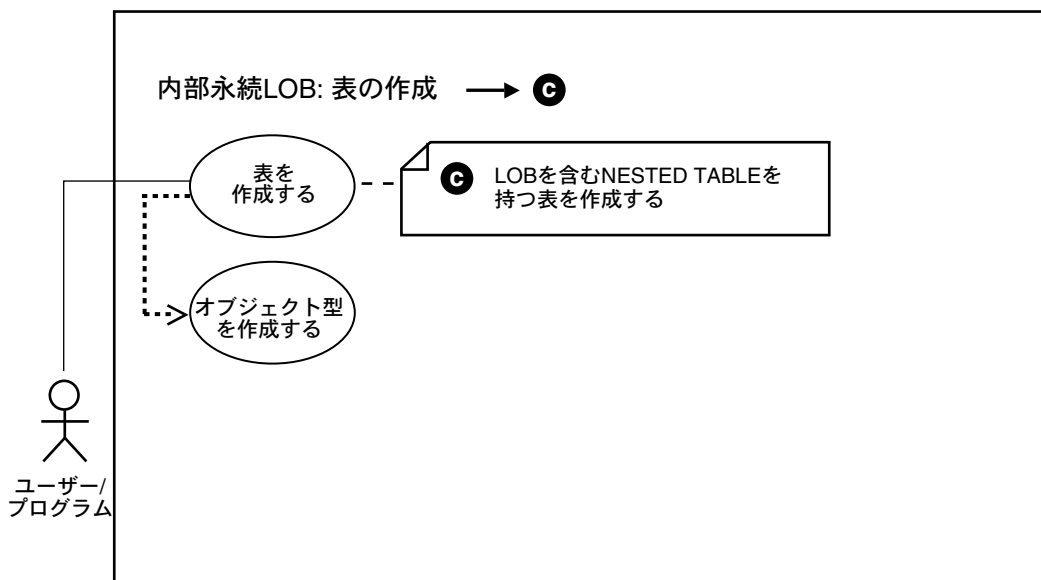 内部永続LOB: 表の作成 → C
表を
作成する
C LOBを含むNESTED TABLEを
持つ表を作成する
オブジェクト型
を作成する
ユーザー/
プログラム